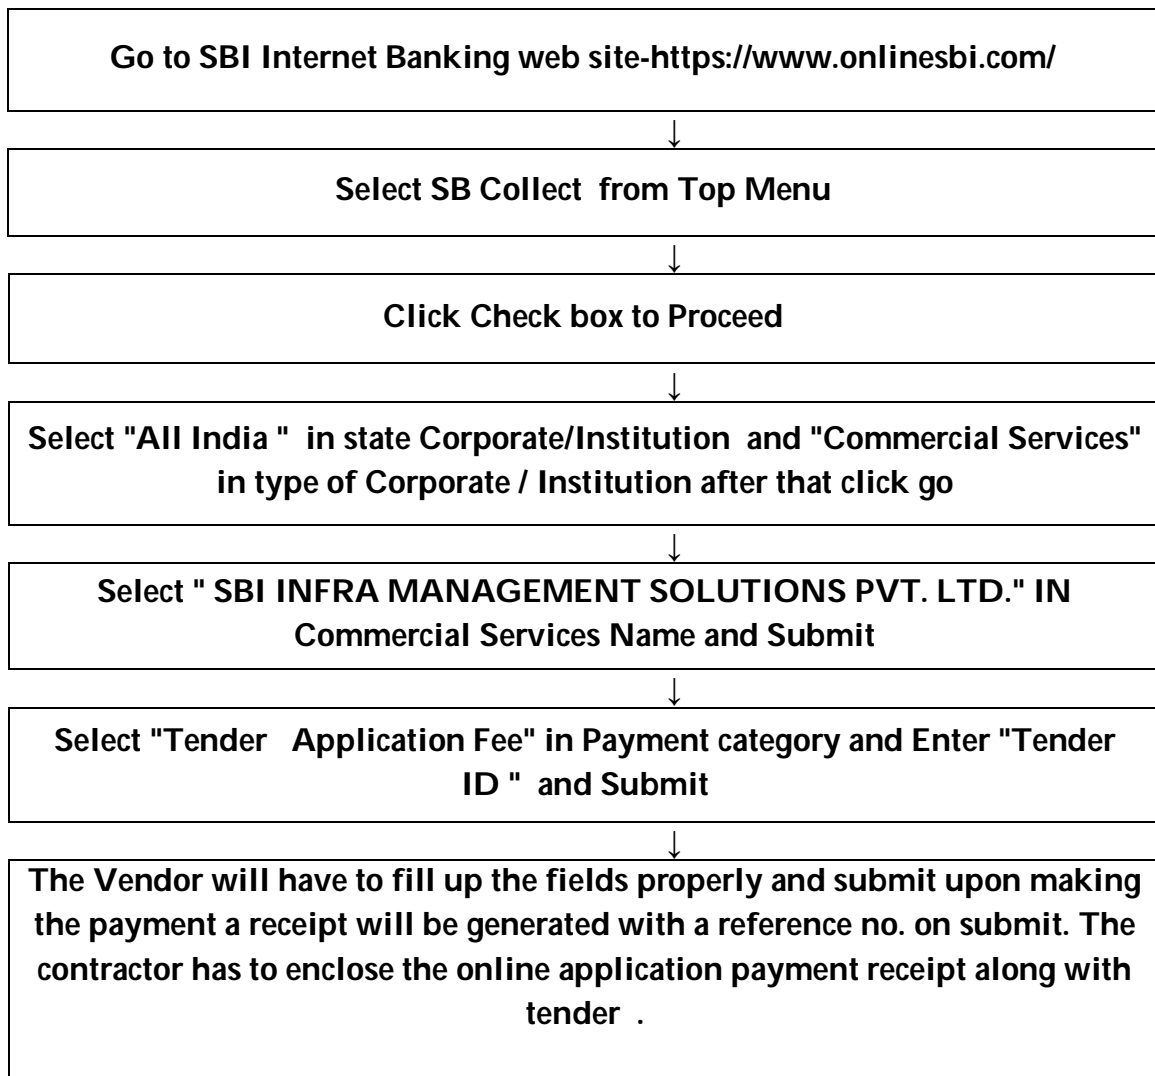 Go to SBI Internet Banking web site-https://www.onlinesbi.com/
↓
Select SB Collect from Top Menu
↓
Click Check box to Proceed
↓
Select "All India " in state Corporate/Institution and "Commercial Services"
in type of Corporate / Institution after that click go
↓
Select " SBI INFRA MANAGEMENT SOLUTIONS PVT. LTD." IN
Commercial Services Name and Submit
↓
Select "Tender Application Fee" in Payment category and Enter "Tender
ID " and Submit
↓
The Vendor will have to fill up the fields properly and submit upon making
the payment a receipt will be generated with a reference no. on submit. The
contractor has to enclose the online application payment receipt along with
tender .